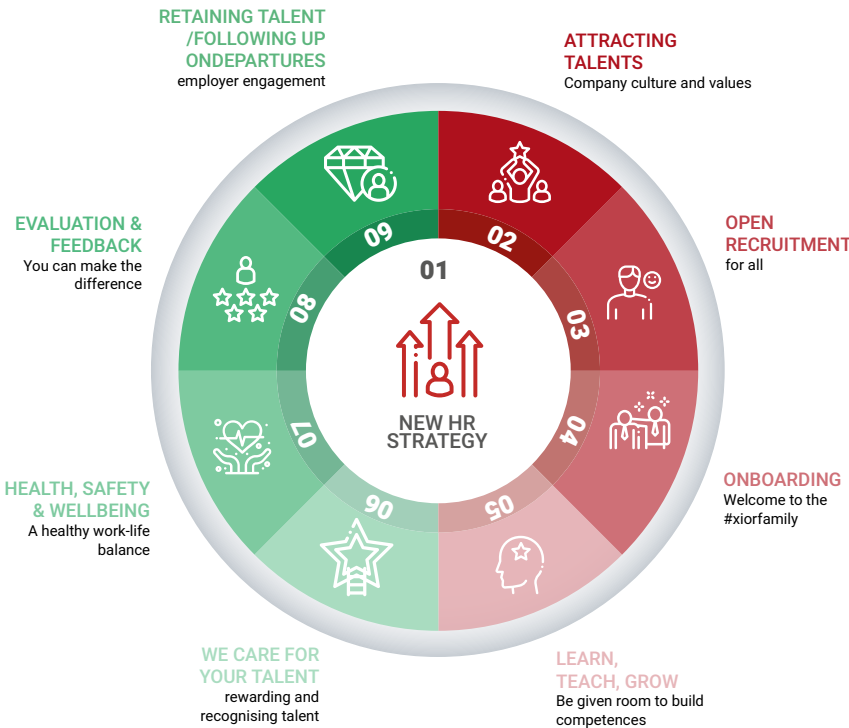 RETAINING TALENT
/FOLLOWING UP
ONDEPARTURES
employer engagement
ATTRACTING
TALENTS
Company culture and values
EVALUATION &
FEEDBACK
You can make the
difference
OPEN
RECRUITMENT
for all
09
02
01
08
03
NEW HR
STRATEGY
07
04
06
05
HEALTH, SAFETY
& WELLBEING
A healthy work-life
balance
ONBOARDING
Welcome to the
#xiorfamily
WE CARE FOR
YOUR TALENT
rewarding and
recognising talent
LEARN,
TEACH, GROW
Be given room to build
competences